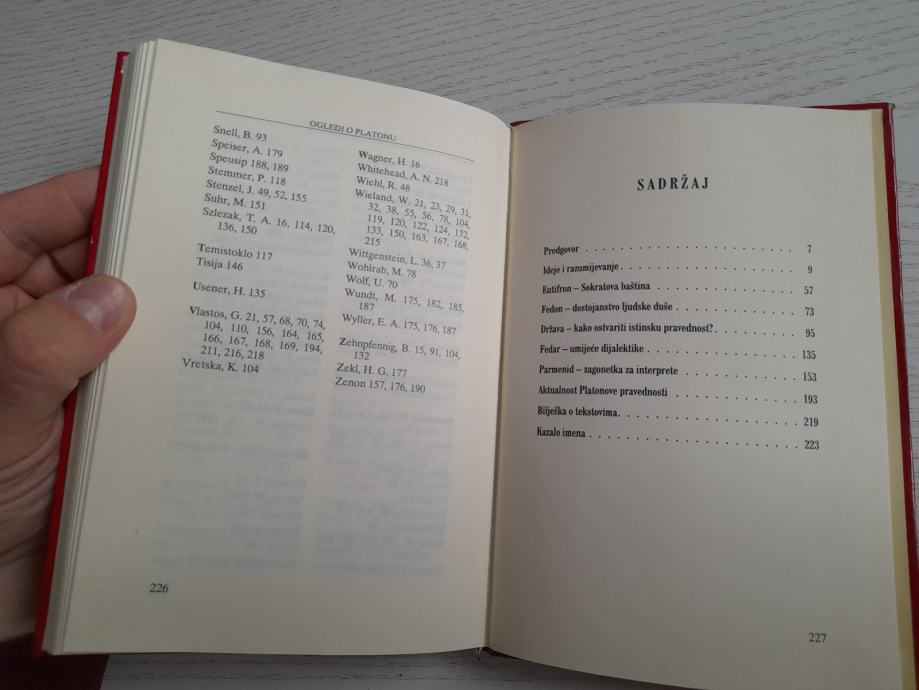 OGLEDI O PLATONU
Snell, B. 93
Speiser, A. 179
Speusip 188, 189
Stemmer, P. 118
Stenzel, J. 49, 52, 155
Suhr, M. 151
Szlezak, T. A. 16, 114, 120,
136, 150
Temistoklo 117
Tisija 146
Usener, H. 135
Vlastos, G. 21, 57, 68, 70, 74,
104, 110, 156, 164, 165,
166, 167, 168, 169, 194,
211, 216, 218
Vretska, K. 104
Wagner, H. 16
Whitehead, A. N. 218
Wiehl, R. 48
Wieland, W. 21, 23, 29, 31,
32, 38, 55, 56, 78, 104,
119, 120, 122, 124, 132,
133, 150, 163, 167, 168,
215
Wittgenstein, L. 36, 37
Wohlrab, M. 78
Wolf, U. 70
Wundt, M. 175, 182, 185,
187
Wyller, E. A. 175, 176, 187
Zehnpfennig, B. 15, 91, 104,
132
Zekl, H. G. 177
Zenon 157, 176, 190
226
SADRŽAJ
Predgovor . . . . . . . . . . . . . . . . . . . . . . . 7
Ideje i razumijevanje . . . . . . . . . . . . . . . . . . 9
Eutifron – Sokratova baština . . . . . . . . . . . . . . 57
Fedon – dostojanstvo ljudske duše . . . . . . . . . . . . 73
Država – kako ostvariti istinsku pravednost? . . . . . . . . 95
Fedar – umijeće dijalektike . . . . . . . . . . . . . . . 135
Parmenid – zagonetka za interprete . . . . . . . . . . . 153
Aktualnost Platonove pravednosti . . . . . . . . . . . . 193
Bilješka o tekstovima . . . . . . . . . . . . . . . . . . 219
Kazalo imena . . . . . . . . . . . . . . . . . . . . . 223
227